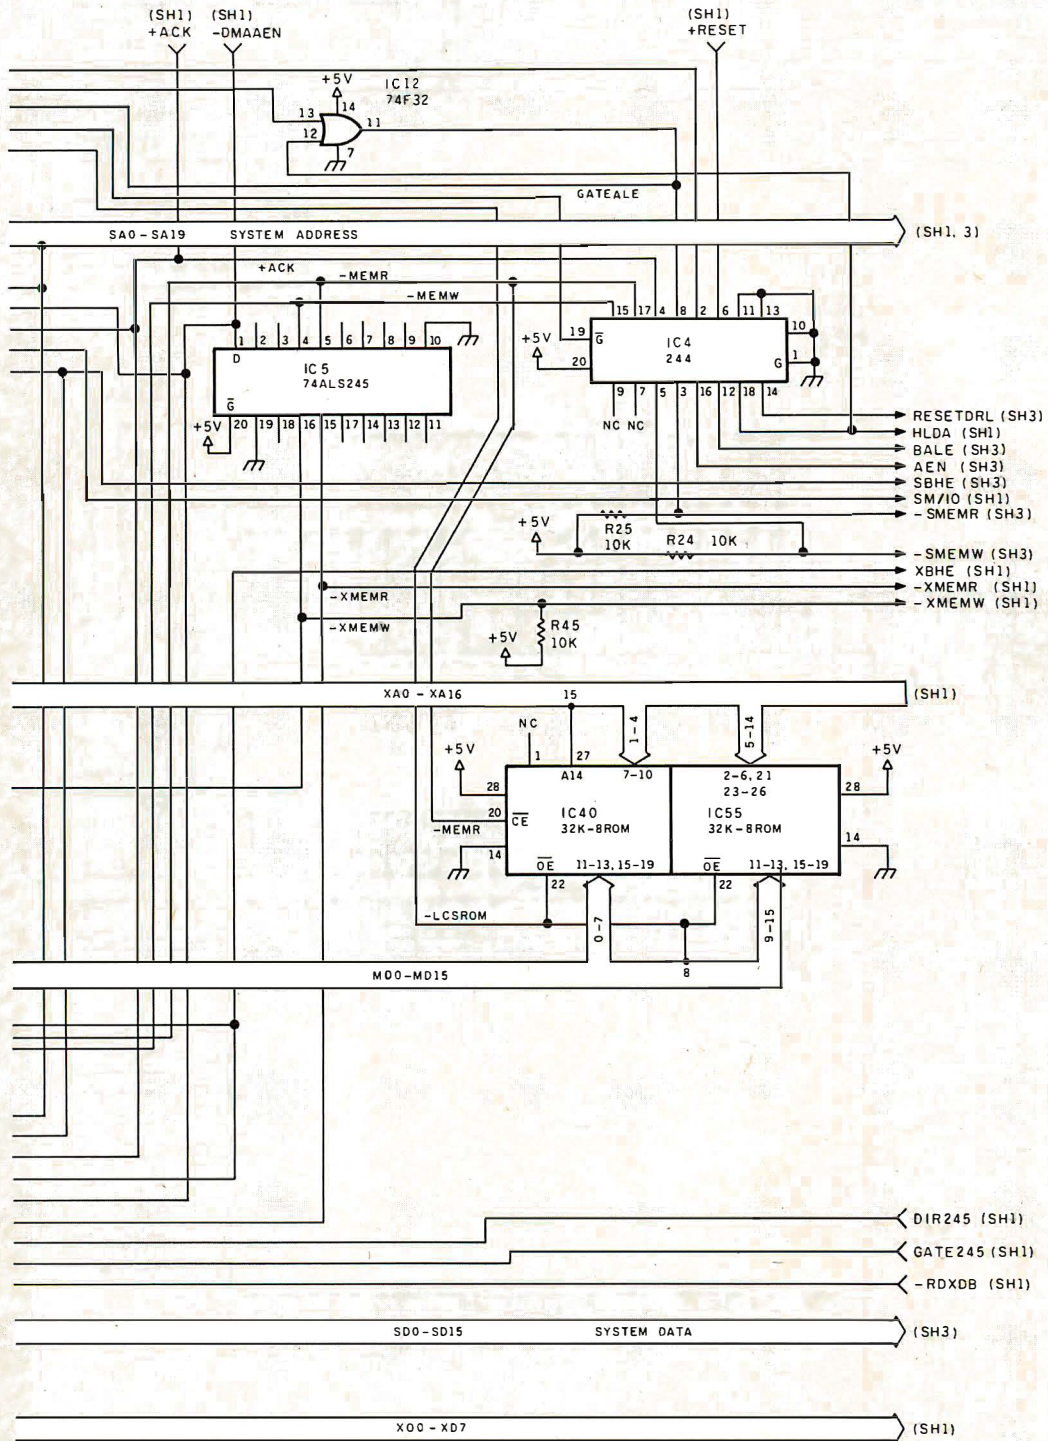 (SH1) (SH1) (SH1)
+ACK -DMAAEN +RESET
+5V IC12
74F32
14
13 11
12
7
GATEALE
SA0-SA19 SYSTEM ADDRESS (SH1, 3)
+ACK
-MEMR
-MEMW
15 17 4 8 2 6 11 13
+5V 19 G IC4 10
20 244 G 1
9 7 5 3 16 12 18 14
NC NC
1 2 3 4 5 6 7 8 9 10
D IC5
74ALS245
G
+5V 20 19 18 16 15 17 14 13 12 11
RESETDRL (SH3)
HLDA (SH1)
BALE (SH3)
AEN (SH3)
SBHE (SH3)
SM/IO (SH1)
-SMEMR (SH3)
+5V R25 R24 10K
10K
-SMEMW (SH3)
XBHE (SH1)
-XMEMR -XMEMR (SH1)
-XMEMW (SH1)
-XMEMW R45
+5V 10K
XA0-XA16 15 (SH1)
NC 1-4 5-14
+5V 1 27 +5V
A14 7-10 2-6, 21
23-26
28 28
20 CE IC40 IC55
-MEMR 32K-8ROM 32K-8ROM
14 14
OE 11-13, 15-19 OE 11-13, 15-19
22 22
-LCSROM 0-7 9-15
8
MD0-MD15
DIR245 (SH1)
GATE245 (SH1)
-RDXDB (SH1)
SD0-SD15 SYSTEM DATA (SH3)
X00-XD7 (SH1)